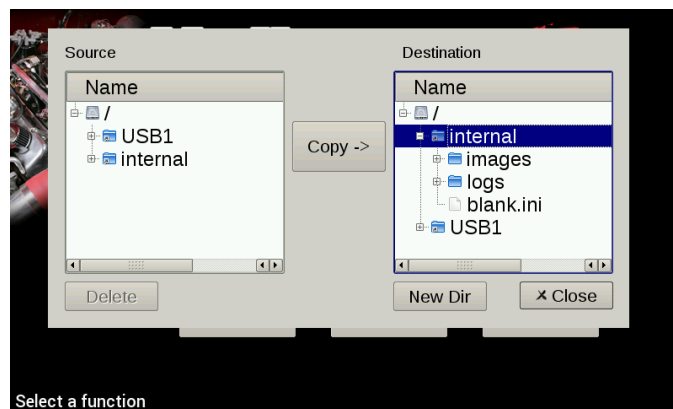 Source
Destination
Name
/
USB1
internal
Copy ->
Name
/
internal
images
logs
blank.ini
USB1
Delete
New Dir
Close
Select a function